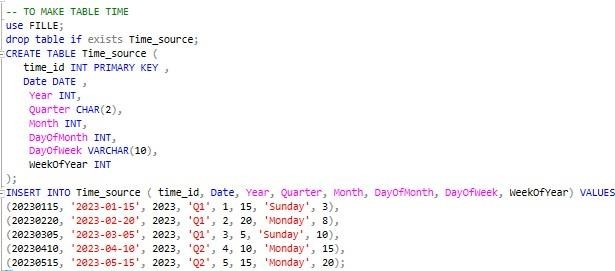 -- TO MAKE TABLE TIME
use FILLE;
drop table if exists Time_source;
CREATE TABLE Time_source (
time_id INT PRIMARY KEY ,
Date DATE ,
Year INT,
Quarter CHAR(2),
Month INT,
DayOfMonth INT,
DayOfWeek VARCHAR(10),
WeekOfYear INT
);
INSERT INTO Time_source ( time_id, Date, Year, Quarter, Month, DayOfMonth, DayOfWeek, WeekOfYear) VALUES
(20230115, '2023-01-15', 2023, 'Q1', 1, 15, 'Sunday', 3),
(20230220, '2023-02-20', 2023, 'Q1', 2, 20, 'Monday', 8),
(20230305, '2023-03-05', 2023, 'Q1', 3, 5, 'Sunday', 10),
(20230410, '2023-04-10', 2023, 'Q2', 4, 10, 'Monday', 15),
(20230515, '2023-05-15', 2023, 'Q2', 5, 15, 'Monday', 20);